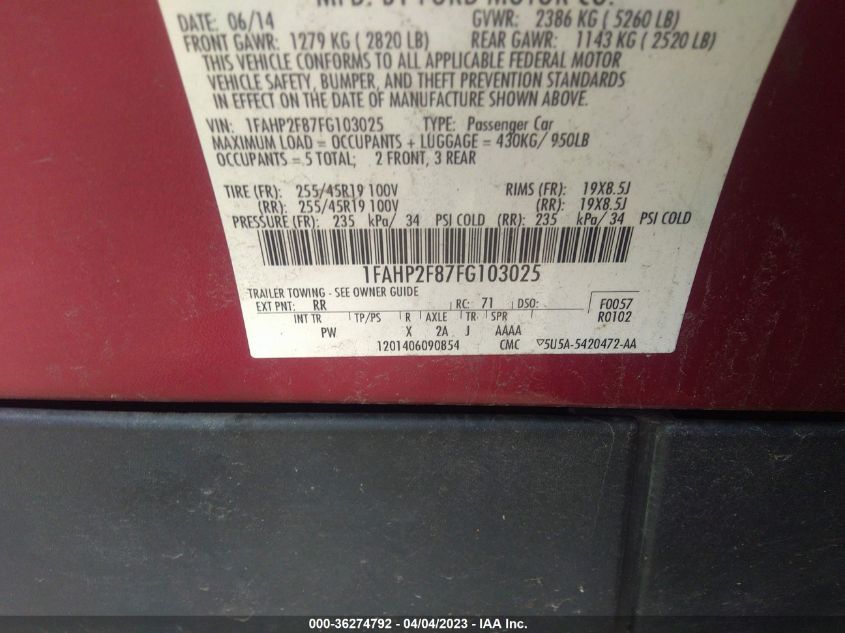 MFD. BY FORD MOTOR CO.
DATE: 06/14 GVWR: 2386 KG ( 5260 LB)
FRONT GAWR: 1279 KG ( 2820 LB) REAR GAWR: 1143 KG ( 2520 LB)
THIS VEHICLE CONFORMS TO ALL APPLICABLE FEDERAL MOTOR
VEHICLE SAFETY, BUMPER, AND THEFT PREVENTION STANDARDS
IN EFFECT ON THE DATE OF MANUFACTURE SHOWN ABOVE.
VIN: 1FAHP2F87FG103025 TYPE: Passenger Car
MAXIMUM LOAD = OCCUPANTS + LUGGAGE = 430KG/ 950LB
OCCUPANTS = 5 TOTAL; 2 FRONT, 3 REAR
TIRE (FR): 255/45R19 100V RIMS (FR): 19X8.5J
(RR): 255/45R19 100V (RR): 19X8.5J
PRESSURE (FR): 235 kPa/ 34 PSI COLD (RR): 235 kPa/ 34 PSI COLD
1FAHP2F87FG103025
TRAILER TOWING - SEE OWNER GUIDE
EXT PNT: RR RC: 71 DSO: F0057
INT TR TP/PS R AXLE TR SPR R0102
PW X 2A J AAAA
1201406090854 CMC ▽5U5A-5420472-AA
000-36274792 - 04/04/2023 - IAA Inc.